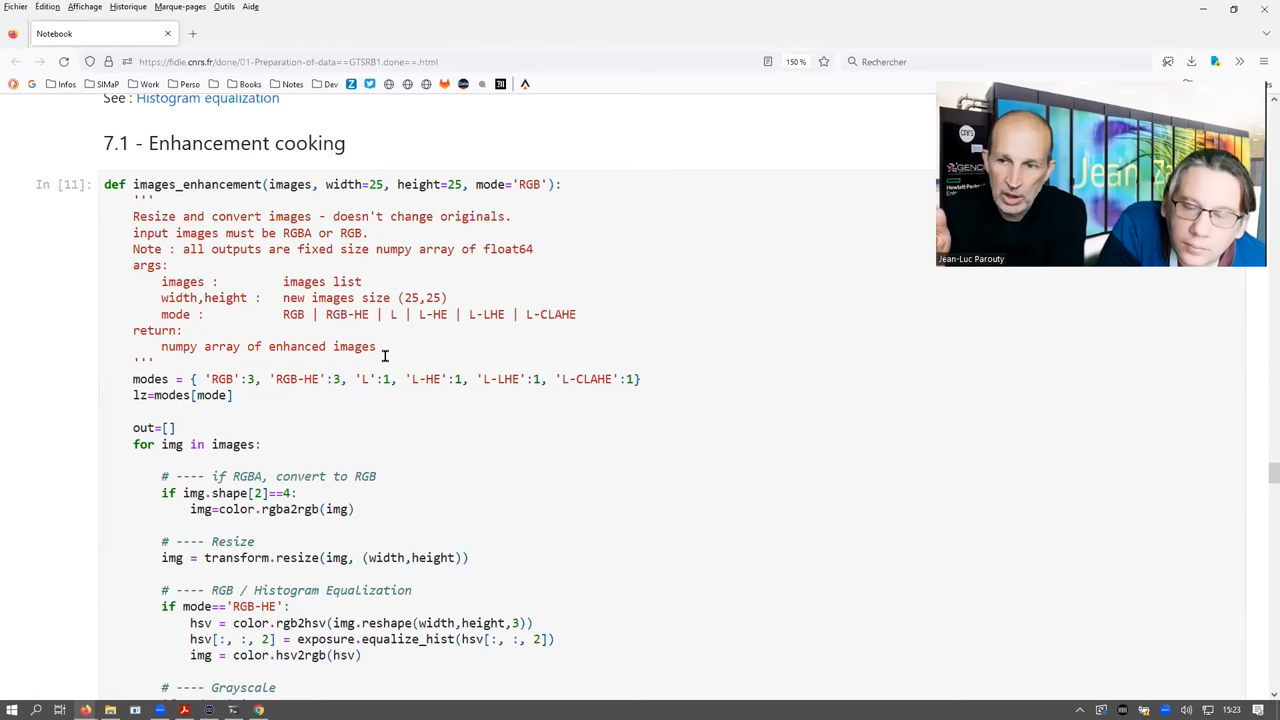 Fichier Édition Affichage Historique Marque-pages Outils Aide
Notebook
https://fidle.cnrs.fr/done/01-Preparation-of-data==GTSRB1.done==.html
150 %
Rechercher
Infos SIMaP Work Perso Books Notes Dev
See : Histogram equalization
7.1 - Enhancement cooking
In [11]:
def images_enhancement(images, width=25, height=25, mode='RGB'):
'''
Resize and convert images - doesn't change originals.
input images must be RGBA or RGB.
Note : all outputs are fixed size numpy array of float64
args:
images : images list
width,height : new images size (25,25)
mode : RGB | RGB-HE | L | L-HE | L-LHE | L-CLAHE
return:
numpy array of enhanced images
'''
modes = { 'RGB':3, 'RGB-HE':3, 'L':1, 'L-HE':1, 'L-LHE':1, 'L-CLAHE':1}
lz=modes[mode]
out=[]
for img in images:
# ---- if RGBA, convert to RGB
if img.shape[2]==4:
img=color.rgba2rgb(img)
# ---- Resize
img = transform.resize(img, (width,height))
# ---- RGB / Histogram Equalization
if mode=='RGB-HE':
hsv = color.rgb2hsv(img.reshape(width,height,3))
hsv[:, :, 2] = exposure.equalize_hist(hsv[:, :, 2])
img = color.hsv2rgb(hsv)
# ---- Grayscale
cnrs
GENCI
Hewlett Packard
Jean Za
Jean-Luc Parouty
15:23